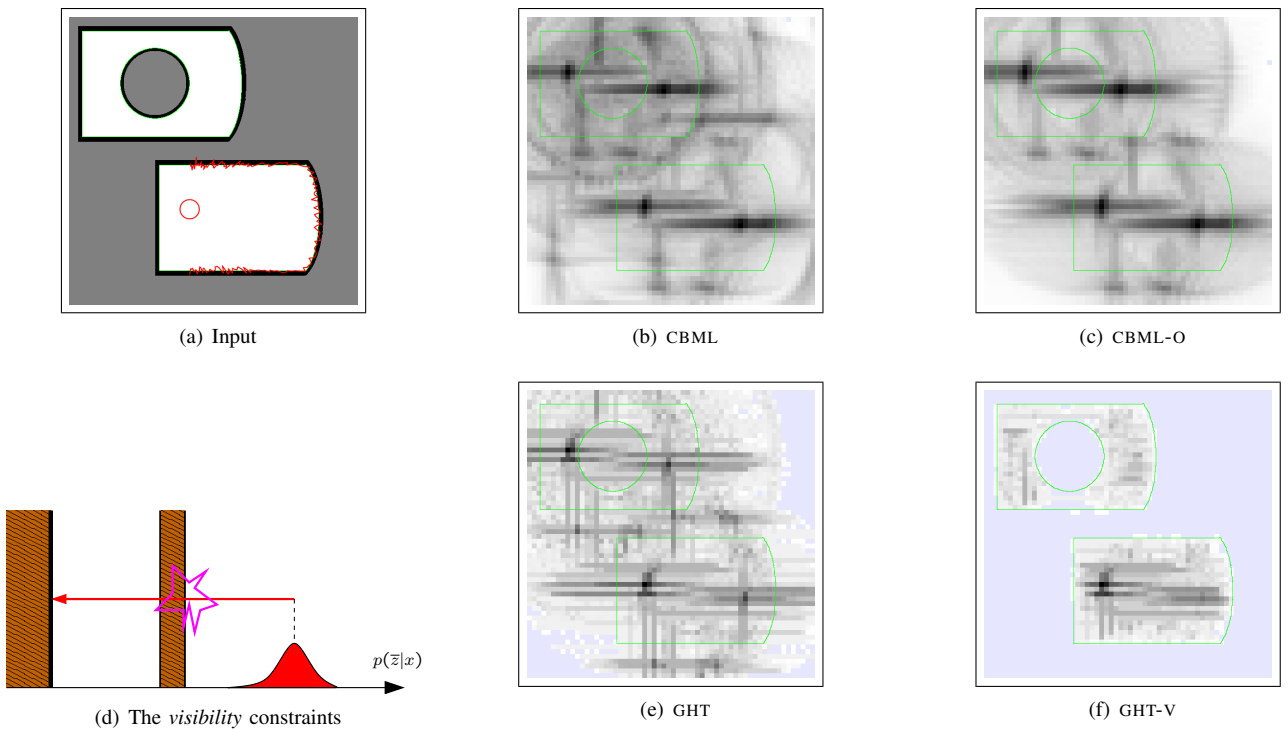 (a) Input
(b) CBML
(c) CBML-O
p(z̅|x)
(d) The visibility constraints
(e) GHT
(f) GHT-V